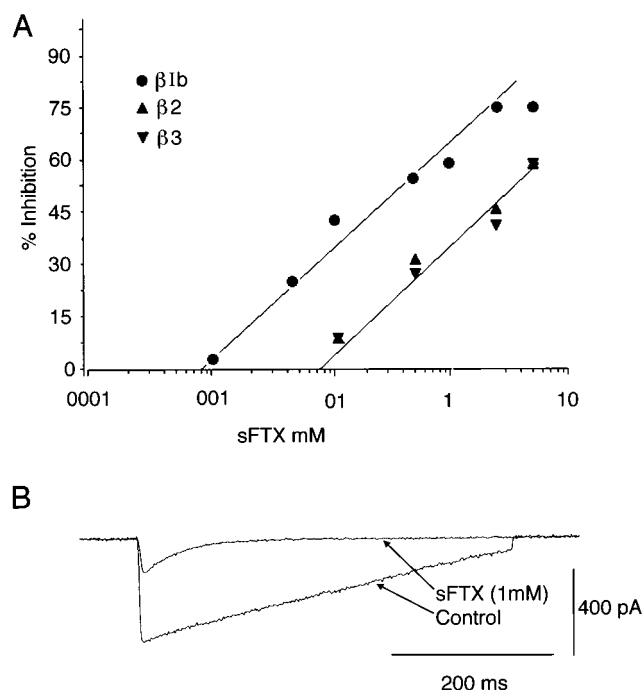 A
90
75
60
45
30
15
0
% Inhibition
βIb
β2
β3
0001
001
01
1
10
sFTX mM
B
sFTX (1mM)
Control
400 pA
200 ms